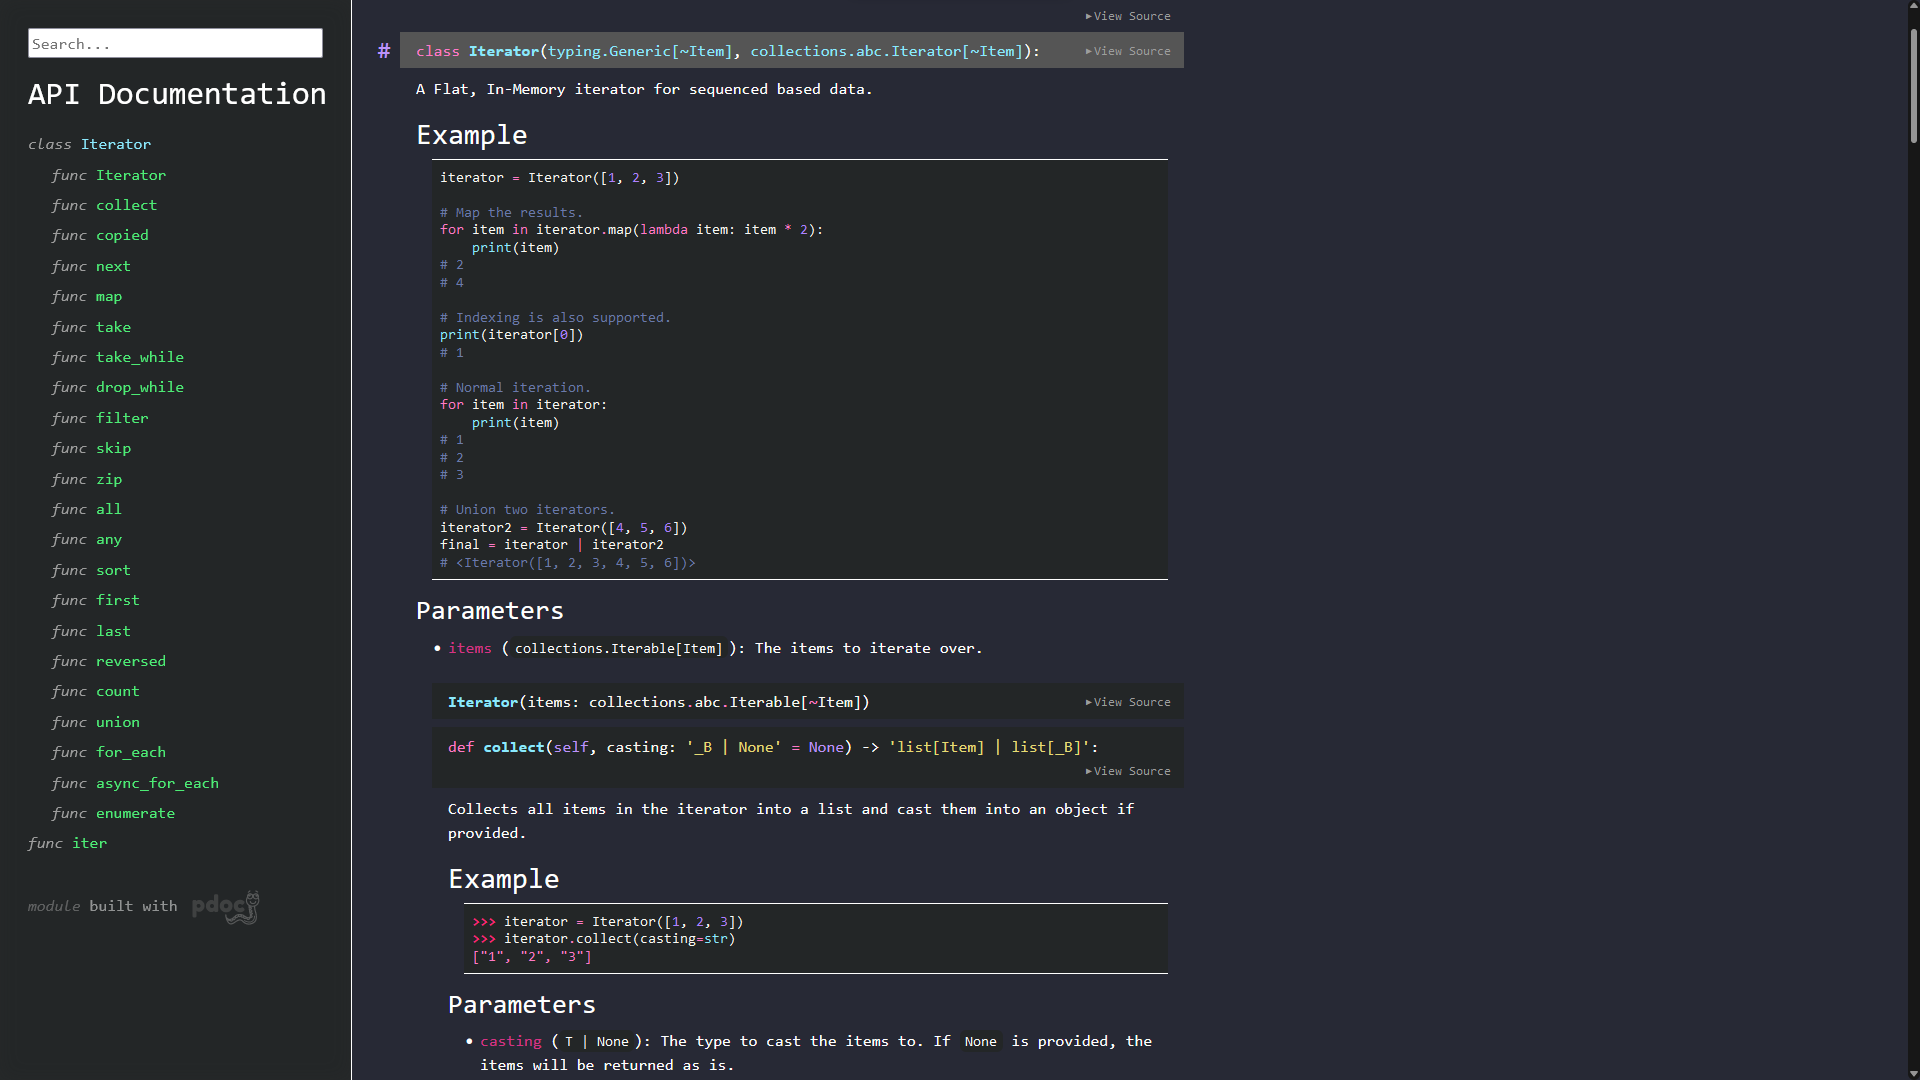 Search...
API Documentation
class Iterator
func Iterator
func collect
func copied
func next
func map
func take
func take_while
func drop_while
func filter
func skip
func zip
func all
func any
func sort
func first
func last
func reversed
func count
func union
func for_each
func async_for_each
func enumerate
func iter
module built with pdoc
View Source
# class Iterator(typing.Generic[~Item], collections.abc.Iterator[~Item]): View Source
A Flat, In-Memory iterator for sequenced based data.
Example
iterator = Iterator([1, 2, 3])
# Map the results.
for item in iterator.map(lambda item: item * 2):
    print(item)
# 2
# 4
# Indexing is also supported.
print(iterator[0])
# 1
# Normal iteration.
for item in iterator:
    print(item)
# 1
# 2
# 3
# Union two iterators.
iterator2 = Iterator([4, 5, 6])
final = iterator | iterator2
# <Iterator([1, 2, 3, 4, 5, 6])>
Parameters
• items ( collections.Iterable[Item] ): The items to iterate over.
Iterator(items: collections.abc.Iterable[~Item]) View Source
def collect(self, casting: '_B | None' = None) -> 'list[Item] | list[_B]':
View Source
Collects all items in the iterator into a list and cast them into an object if
provided.
Example
>>> iterator = Iterator([1, 2, 3])
>>> iterator.collect(casting=str)
["1", "2", "3"]
Parameters
• casting ( T | None ): The type to cast the items to. If None is provided, the
items will be returned as is.